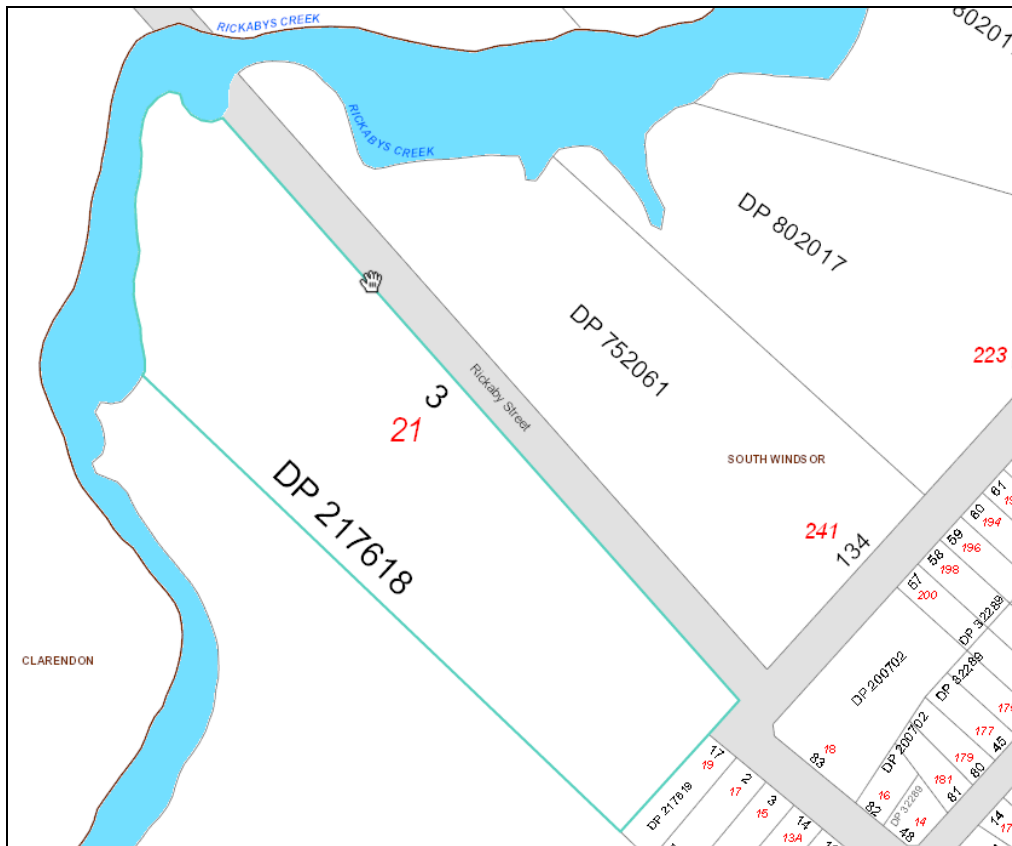 RICKABYS CREEK
RICKABYS CREEK
DP 802017
223
DP 752061
Rickaby Street
3
21
SOUTH WINDSOR
DP 217618
241
134
61
60
194
59
196
58
198
57
200
DP 32289
CLARENDON
DP 200702
DP 32289
177
45
179
80
181
81
DP 200702
18
83
16
82
DP 32289
14
48
14
17
19
DP 217619
2
17
3
15
14
13A